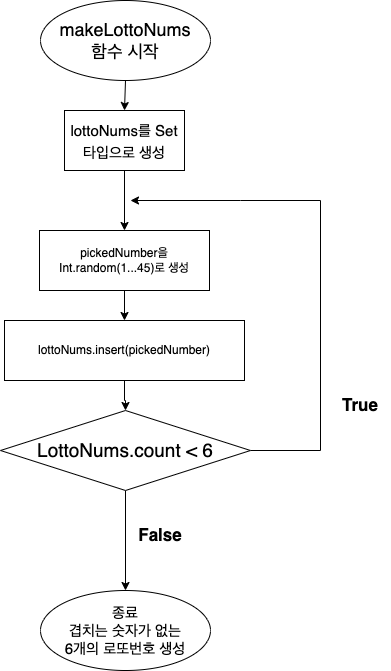 makeLottoNums
함수 시작
lottoNums를 Set
타입으로 생성
pickedNumber을
Int.random(1...45)로 생성
lottoNums.insert(pickedNumber)
True
LottoNums.count < 6
False
종료
겹치는 숫자가 없는
6개의 로또번호 생성